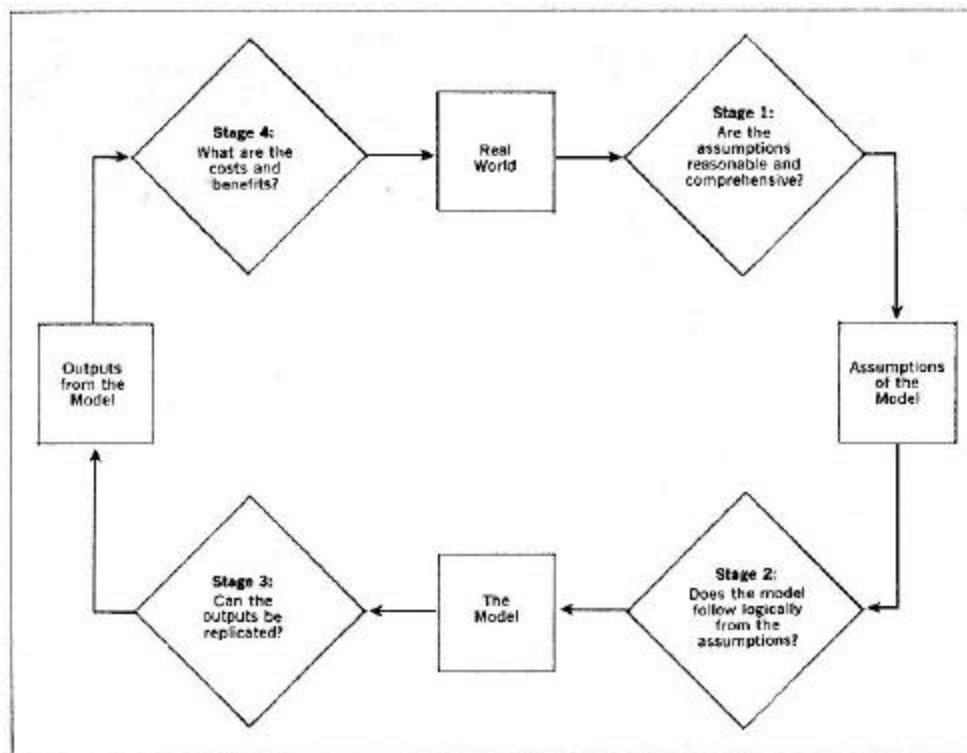 Stage 4:
What are the
costs and
benefits?
Real
World
Stage 1:
Are the
assumptions
reasonable and
comprehensive?
Outputs
from the
Model
Assumptions
of the
Model
Stage 3:
Can the
outputs be
replicated?
The
Model
Stage 2:
Does the model
follow logically
from the
assumptions?